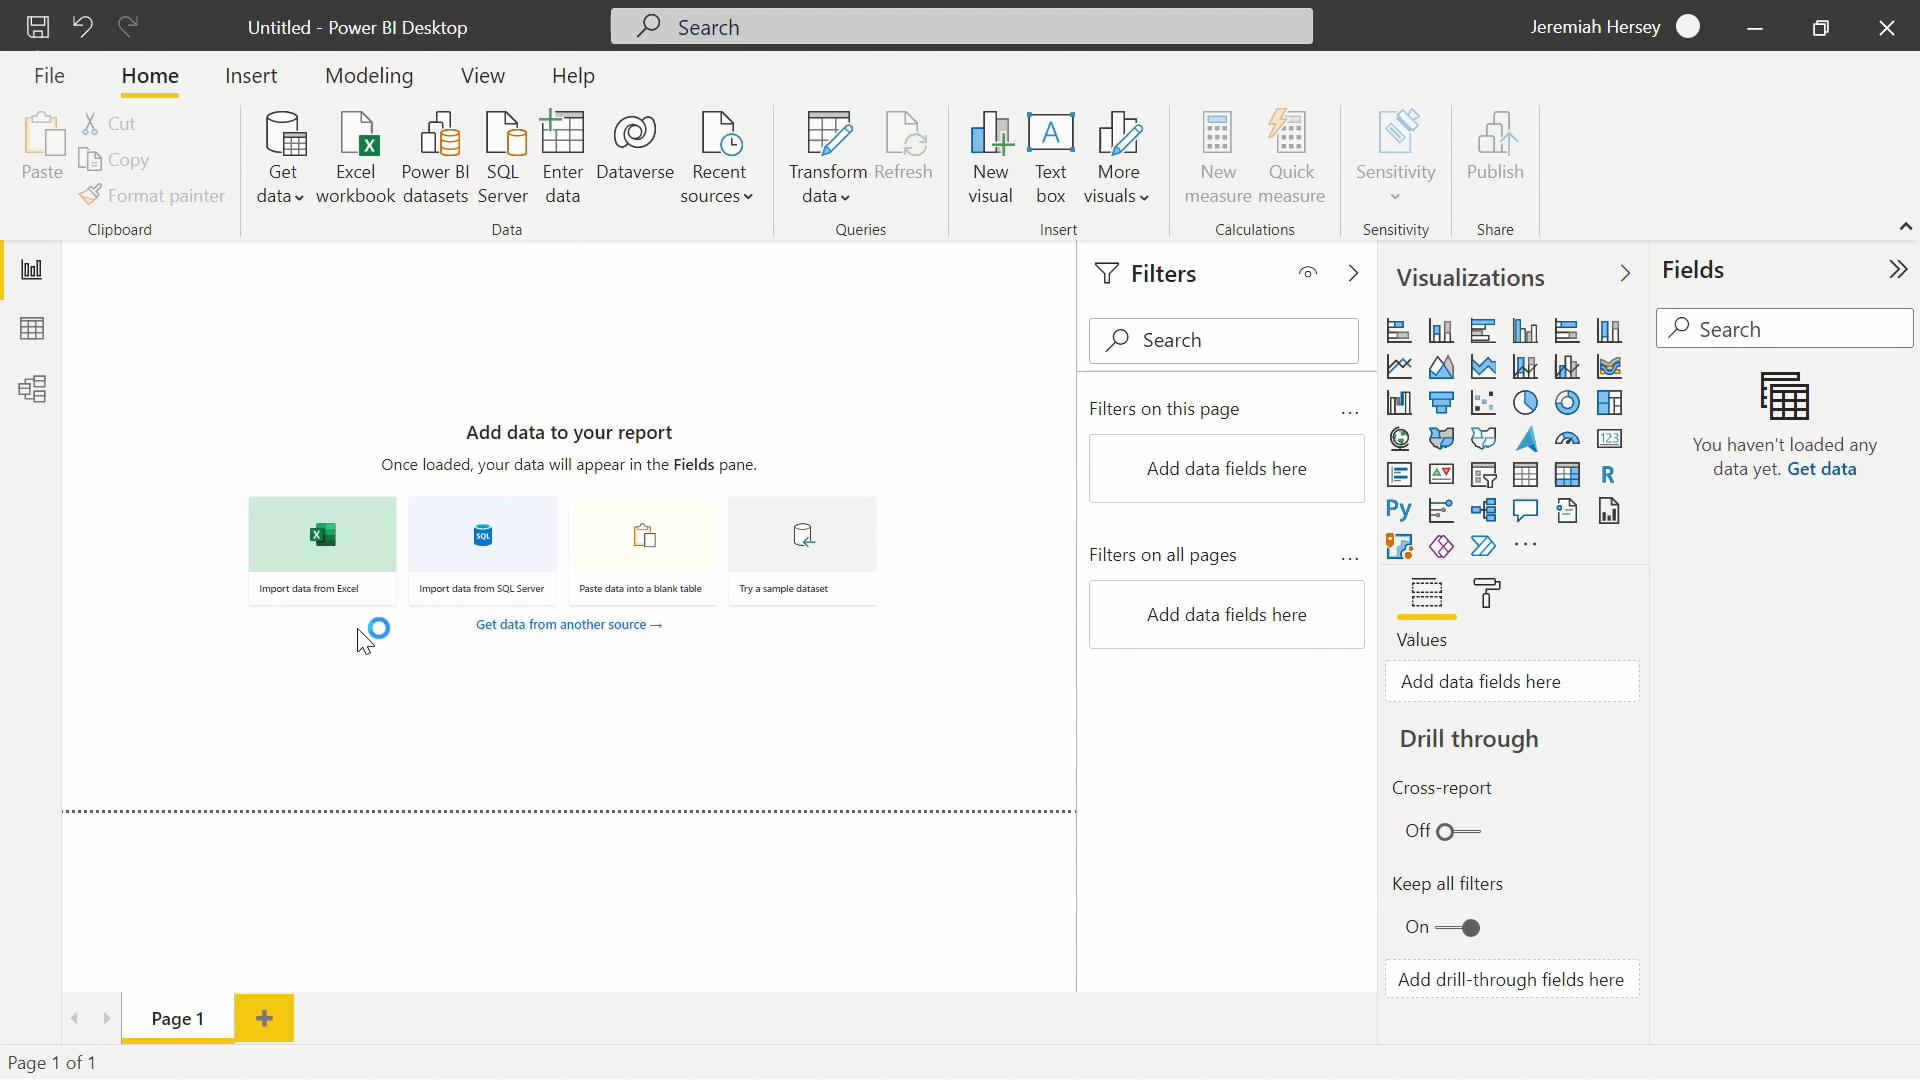 Untitled - Power BI Desktop
Search
Jeremiah Hersey
File
Home
Insert
Modeling
View
Help
Paste
Cut
Copy
Format painter
Clipboard
Get data
Excel workbook
Power BI datasets
SQL Server
Enter data
Dataverse
Recent sources
Data
Transform data
Refresh
Queries
New visual
Text box
More visuals
Insert
New measure
Quick measure
Calculations
Sensitivity
Sensitivity
Publish
Share
Add data to your report
Once loaded, your data will appear in the Fields pane.
SQL
Import data from Excel
Import data from SQL Server
Paste data into a blank table
Try a sample dataset
Get data from another source →
Filters
Search
Filters on this page
...
Add data fields here
Filters on all pages
...
Add data fields here
Visualizations
123
R
Py
...
Values
Add data fields here
Drill through
Cross-report
Off
Keep all filters
On
Add drill-through fields here
Fields
Search
You haven't loaded any
data yet. Get data
Page 1
Page 1 of 1